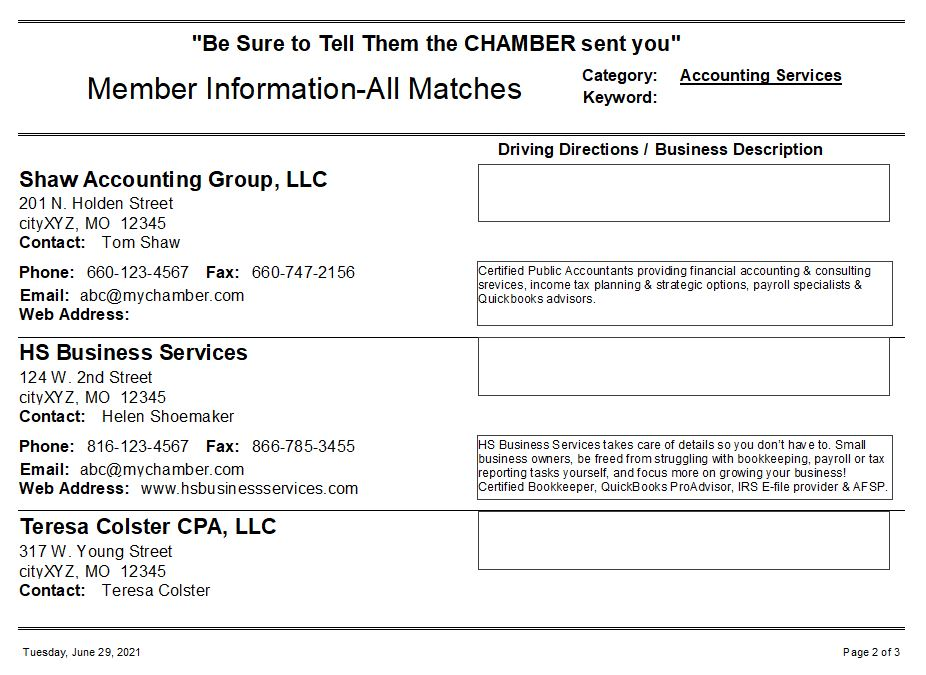 "Be Sure to Tell Them the CHAMBER sent you"
Member Information-All Matches
Category: Accounting Services
Keyword:
Driving Directions / Business Description
Shaw Accounting Group, LLC
201 N. Holden Street
cityXYZ, MO 12345
Contact: Tom Shaw
Phone: 660-123-4567 Fax: 660-747-2156
Email: abc@mychamber.com
Web Address:
Certified Public Accountants providing financial accounting & consulting
srevices, income tax planning & strategic options, payroll specialists &
Quickbooks advisors.
HS Business Services
124 W. 2nd Street
cityXYZ, MO 12345
Contact: Helen Shoemaker
Phone: 816-123-4567 Fax: 866-785-3455
Email: abc@mychamber.com
Web Address: www.hsbusinessservices.com
HS Business Services takes care of details so you don't have to. Small
business owners, be freed from struggling with bookkeeping, payroll or tax
reporting tasks yourself, and focus more on growing your business!
Certified Bookkeeper, QuickBooks ProAdvisor, IRS E-file provider & AFSP.
Teresa Colster CPA, LLC
317 W. Young Street
cityXYZ, MO 12345
Contact: Teresa Colster
Tuesday, June 29, 2021
Page 2 of 3